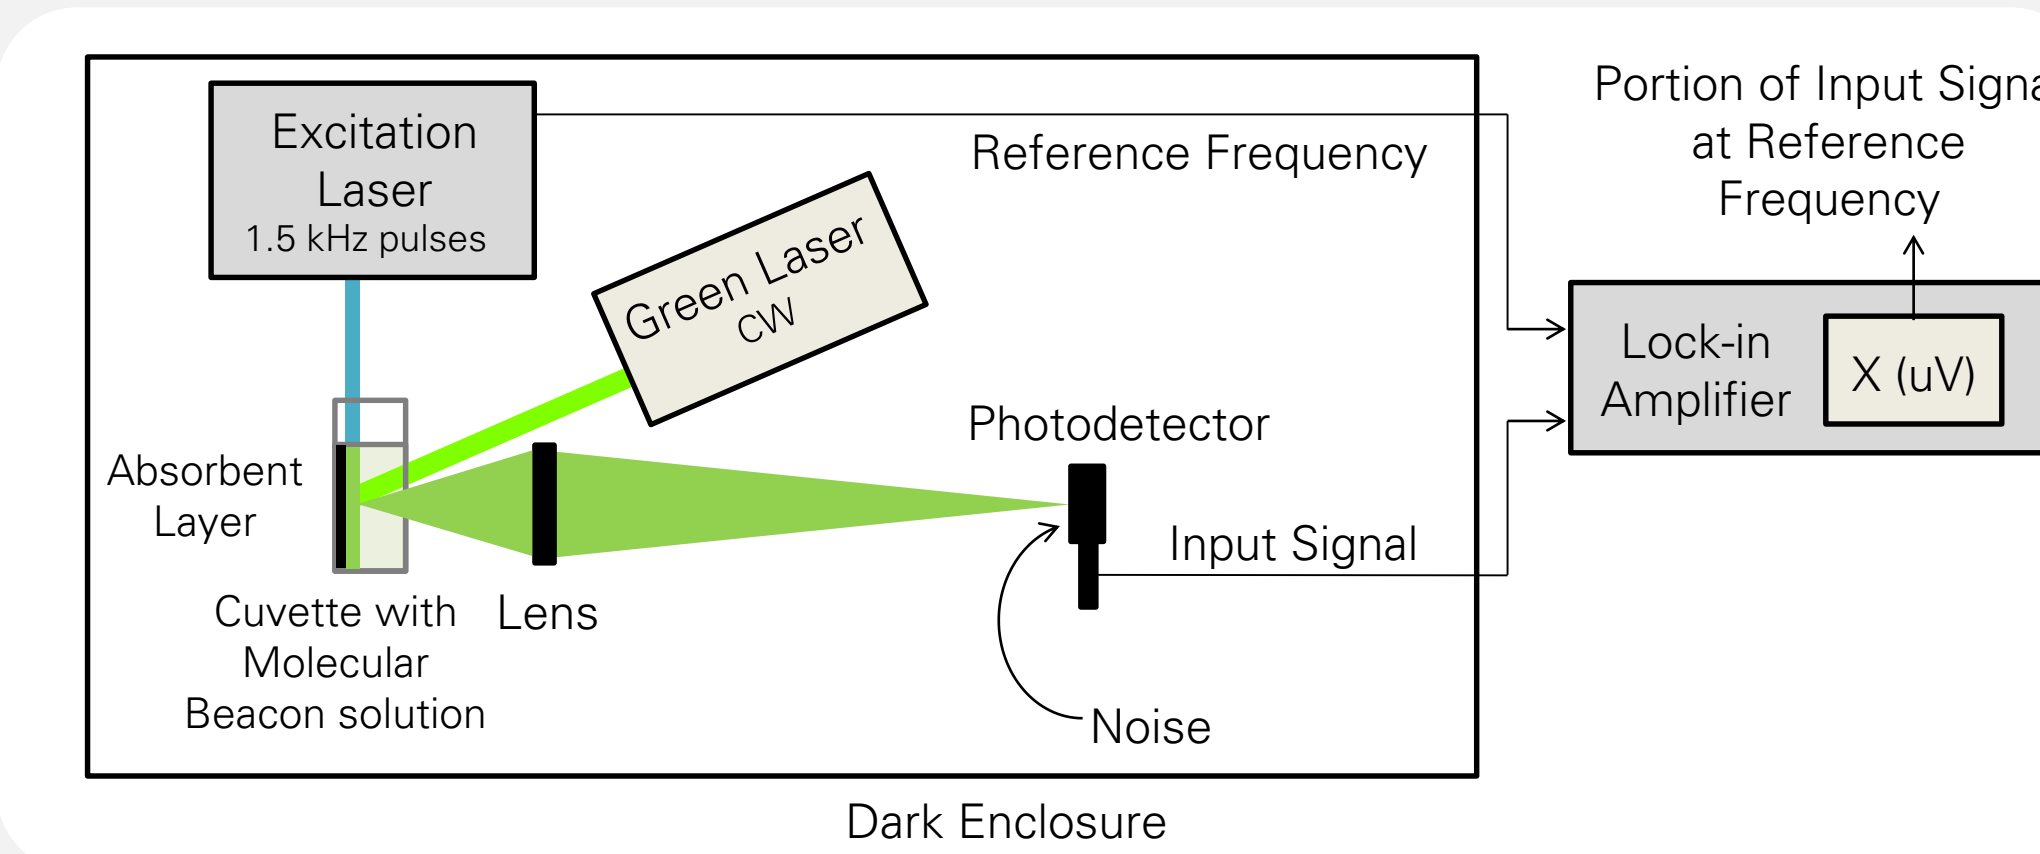 Excitation
Laser
1.5 kHz pulses
Reference Frequency
Green Laser
CW
Portion of Input Signa
at Reference
Frequency
Lock-in
Amplifier
X (uV)
Photodetector
Absorbent
Layer
Input Signal
Cuvette with
Molecular
Beacon solution
Lens
Noise
Dark Enclosure